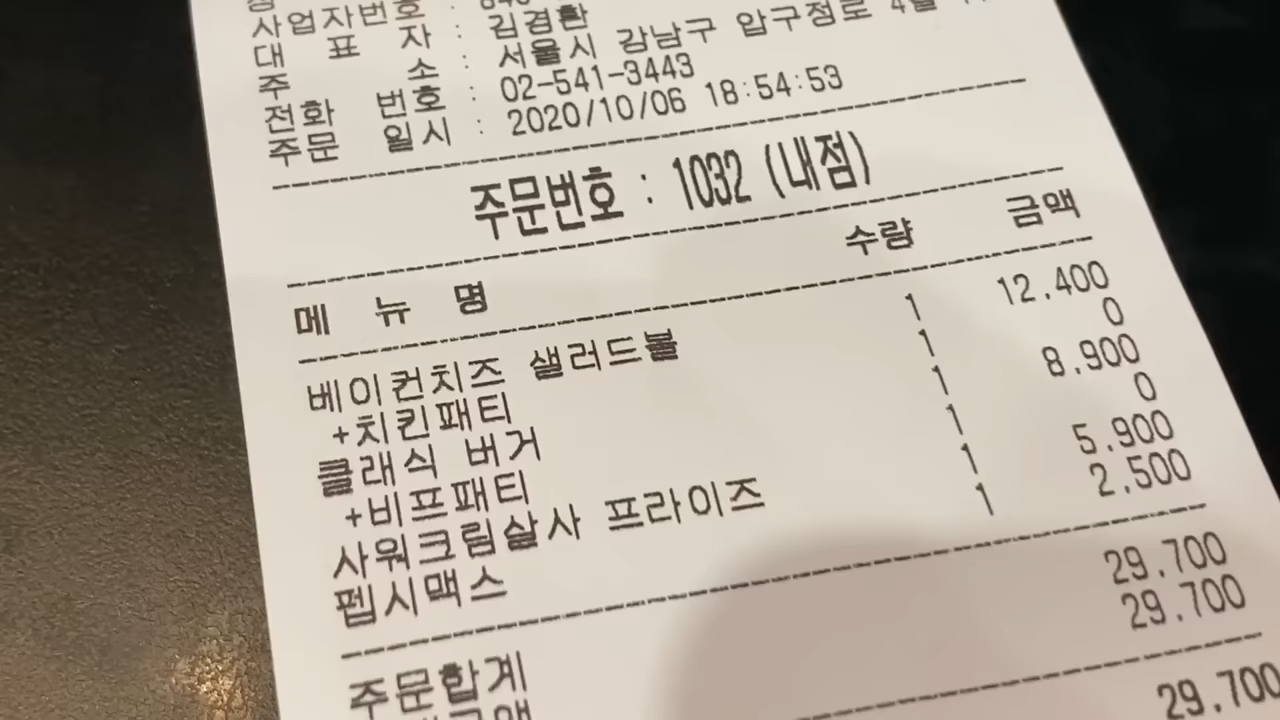 사업자번호 :
대 표 자 : 김겸환
주 소 : 서울시 강남구 압구정로
전화 번호 : 02-541-3443
주문 일시 : 2020/10/06 18:54:53
주문번호 : 1032 (내점)
메 뉴 명 수량 금액
베이컨치즈 샐러드볼 1 12,400
+치킨패티 1 0
클래식 버거 1 8,900
+비프패티 1 0
사워크림살사 프라이즈 1 5,900
펩시맥스 1 2,500
주문합계 29,700
29,700
29,700